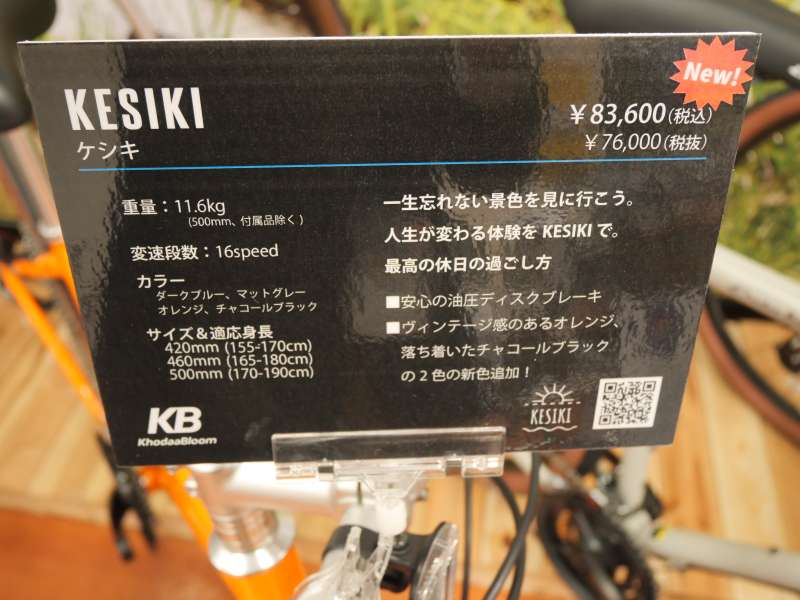 New!
KESIKI
ケシキ
￥83,600（税込）
￥76,000（税抜）
重量：11.6kg
（500mm、付属品除く）
変速段数：16speed
カラー
ダークブルー、マットグレー
オレンジ、チャコールブラック
サイズ＆適応身長
420mm (155-170cm)
460mm (165-180cm)
500mm (170-190cm)
一生忘れない景色を見に行こう。
人生が変わる体験を KESIKI で。
最高の休日の過ごし方
■安心の油圧ディスクブレーキ
■ヴィンテージ感のあるオレンジ、
落ち着いたチャコールブラック
の２色の新色追加！
KB
KhodaaBloom
KESIKI